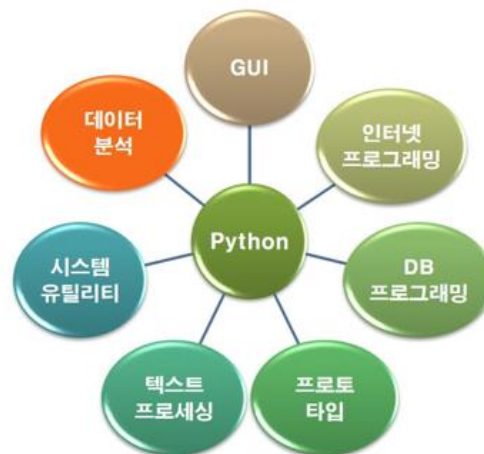 GUI
인터넷
프로그래밍
DB
프로그래밍
프로토
타입
텍스트
프로세싱
시스템
유틸리티
데이터
분석
Python